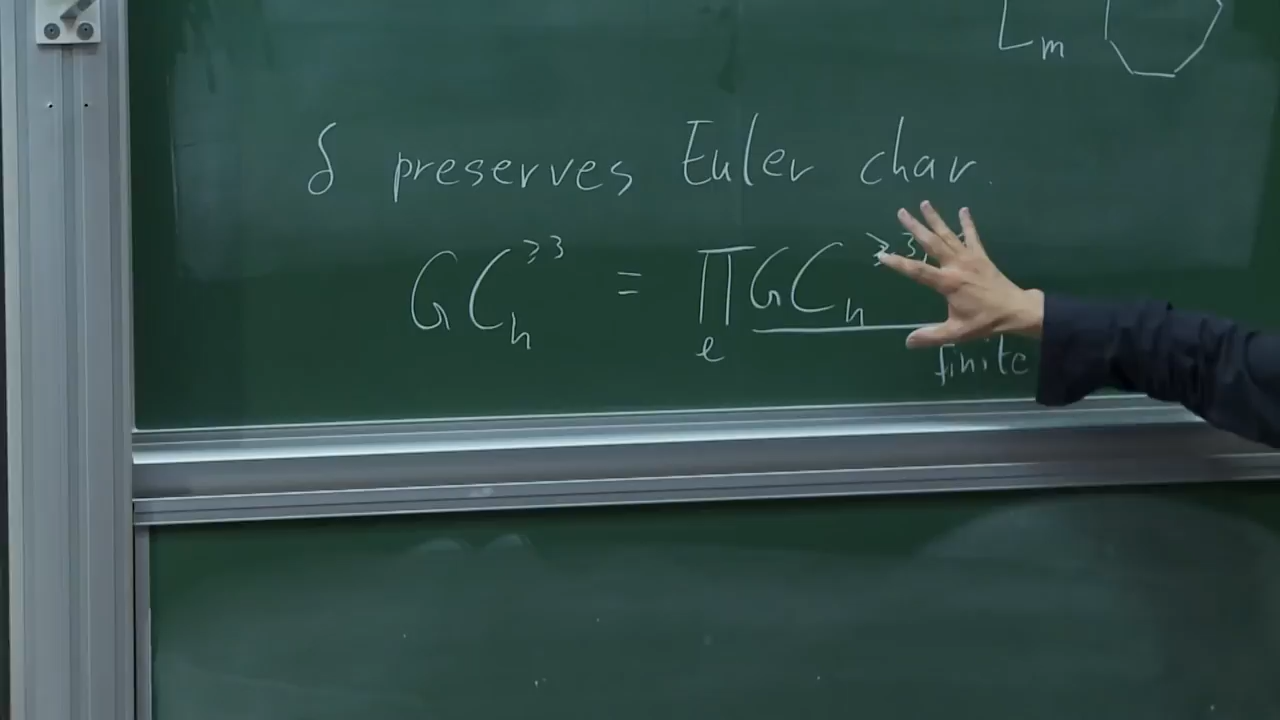 L_m
δ preserves Euler char.
GC_n^{≥3} = ∏_e GC_n^{≥3,
finite